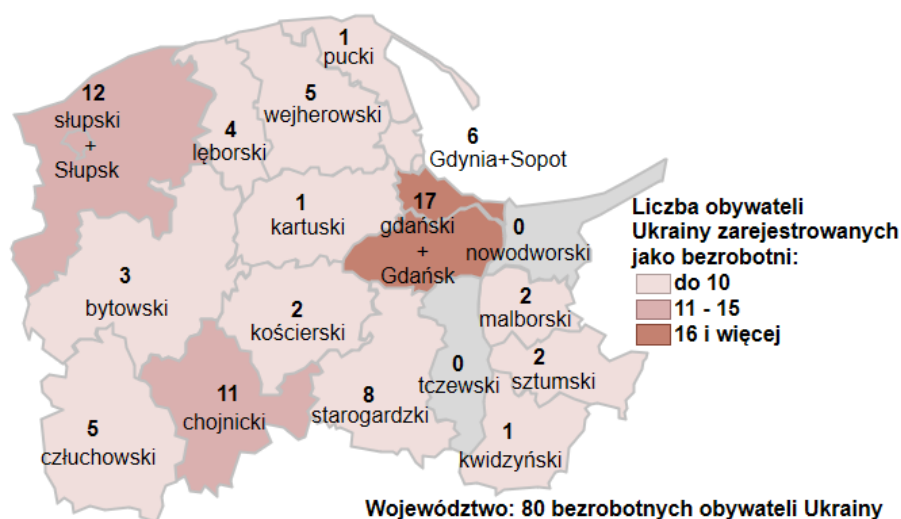 1
pucki
12
słupski
+
Słupsk
5
wejherowski
4
lęborski
6
Gdynia+Sopot
1
kartuski
17
gdański
+
Gdańsk
0
nowodworski
Liczba obywateli
Ukrainy zarejestrowanych
jako bezrobotni:
do 10
11 - 15
16 i więcej
3
bytowski
2
kościerski
2
malborski
0
tczewski
2
sztumski
11
chojnicki
8
starogardzki
5
człuchowski
1
kwidzyński
Województwo: 80 bezrobotnych obywateli Ukrainy